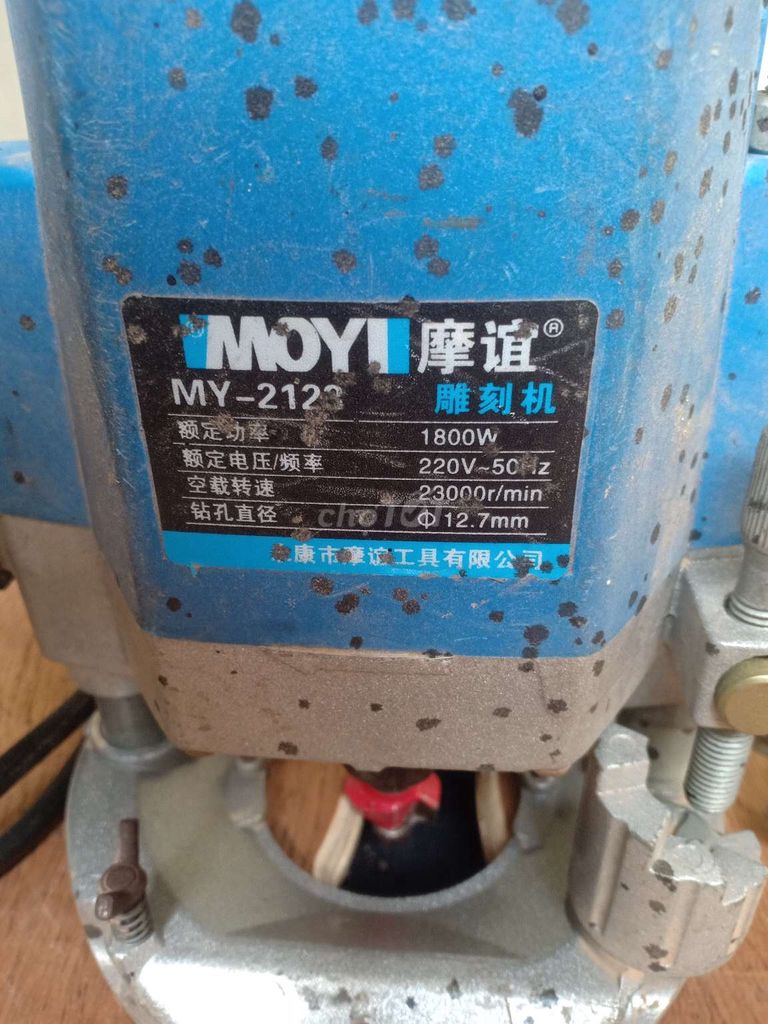 MOYI 摩谊®
MY-212 雕刻机
额定功率 1800W
额定电压/频率 220V~50Hz
空载转速 23000r/min
钻孔直径 Φ12.7mm
康市摩谊工具有限公司
chợTỐT